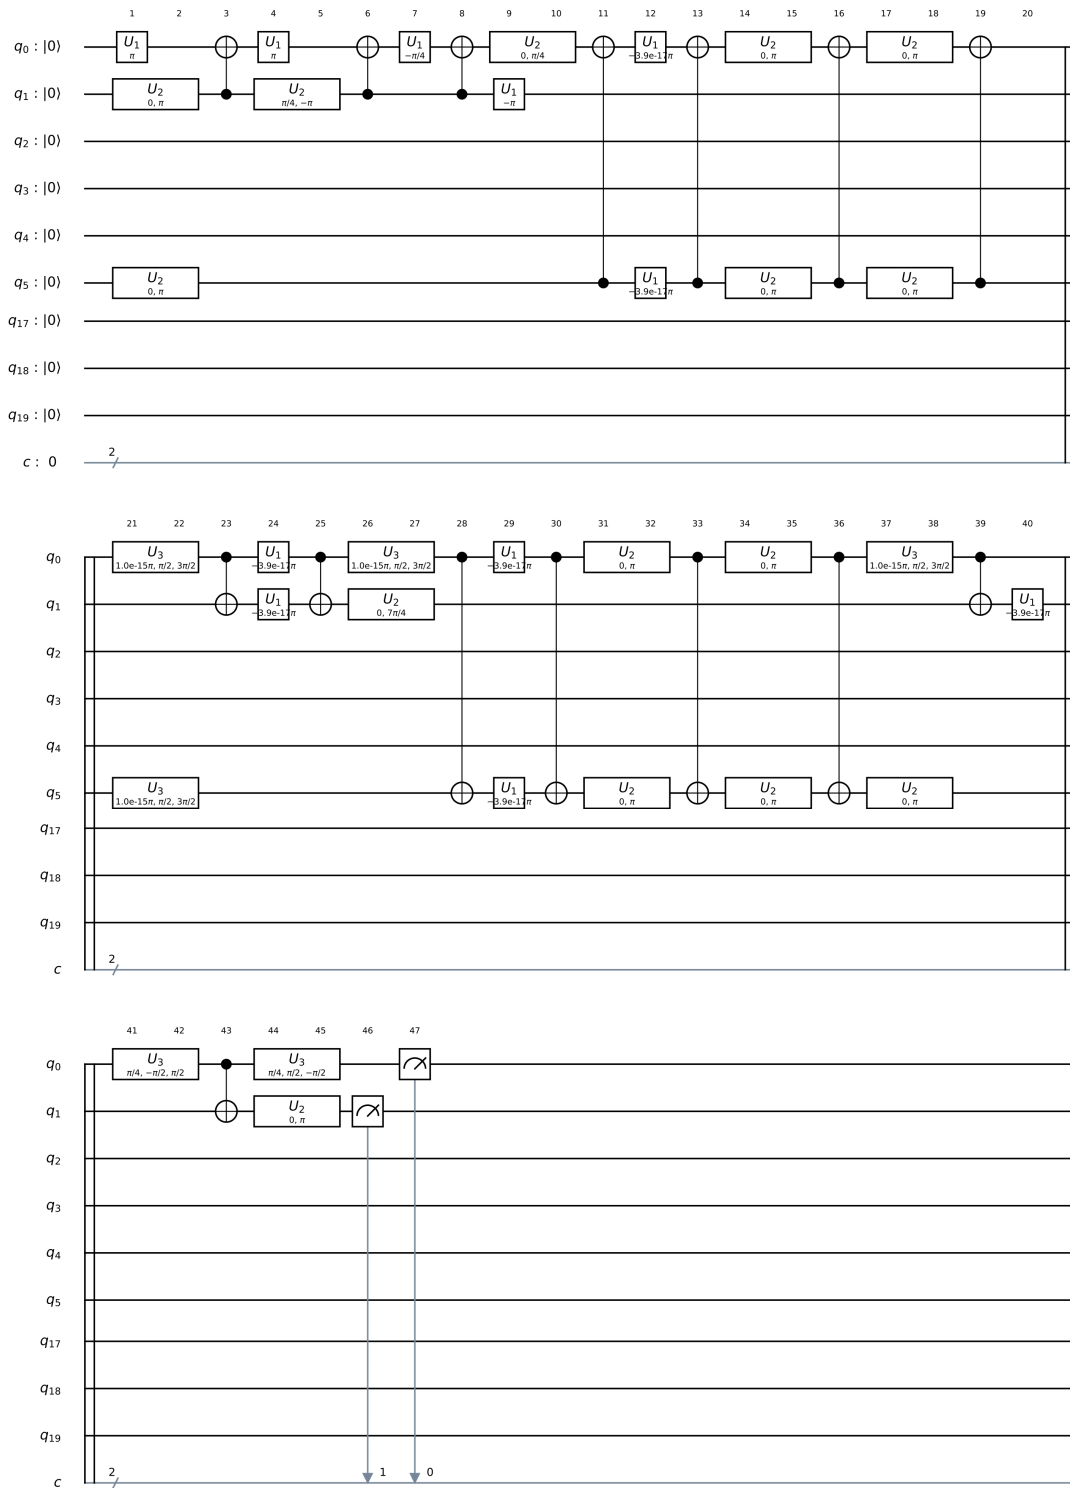 1 2 3 4 5 6 7 8 9 10 11 12 13 14 15 16 17 18 19 20
q0 : |0⟩ U1 π U1 π U1 −π/4 U2 0, π/4 U1 −3.9e-17π U2 0, π U2 0, π
q1 : |0⟩ U2 0, π U2 π/4, −π U1 −π
q2 : |0⟩
q3 : |0⟩
q4 : |0⟩
q5 : |0⟩ U2 0, π U1 −3.9e-17π U2 0, π U2 0, π
q17 : |0⟩
q18 : |0⟩
q19 : |0⟩
c : 0 2
21 22 23 24 25 26 27 28 29 30 31 32 33 34 35 36 37 38 39 40
q0 U3 1.0e-15π, π/2, 3π/2 U1 −3.9e-17π U3 1.0e-15π, π/2, 3π/2 U1 −3.9e-17π U2 0, π U2 0, π U3 1.0e-15π, π/2, 3π/2
q1 U1 −3.9e-17π U2 0, 7π/4 U1 −3.9e-17π
q2
q3
q4
q5 U3 1.0e-15π, π/2, 3π/2 U1 −3.9e-17π U2 0, π U2 0, π U2 0, π
q17
q18
q19
c 2
41 42 43 44 45 46 47
q0 U3 π/4, −π/2, π/2 U3 π/4, π/2, −π/2
q1 U2 0, π
q2
q3
q4
q5
q17
q18
q19
c 2 1 0